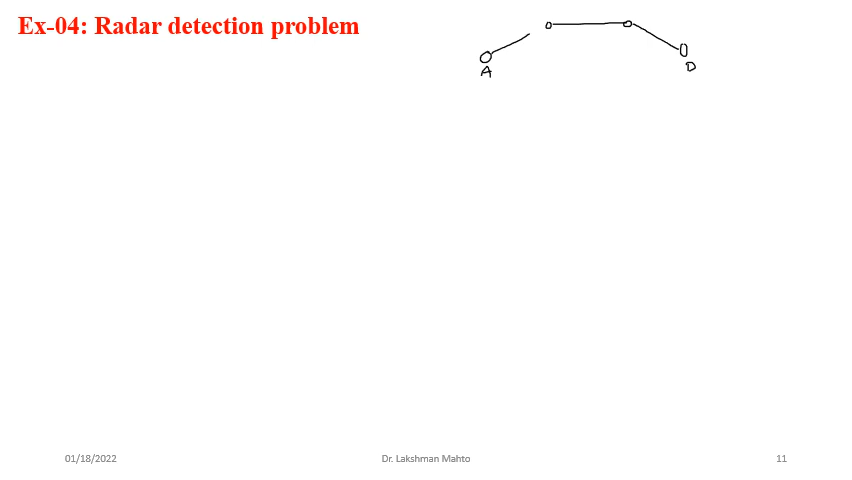 Ex-04: Radar detection problem
A
D
01/18/2022
Dr. Lakshman Mahto
11